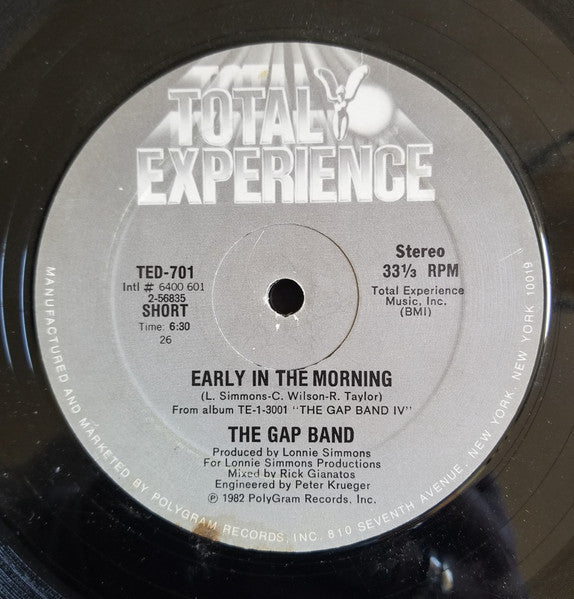 TOTAL
EXPERIENCE
TED-701
Intl # 6400 601
2-56835
SHORT
Time: 6:30
26
Stereo
33⅓ RPM
Total Experience
Music, Inc.
(BMI)
EARLY IN THE MORNING
(L. Simmons-C. Wilson-R. Taylor)
From album TE-1-3001 "THE GAP BAND IV"
THE GAP BAND
Produced by Lonnie Simmons
For Lonnie Simmons Productions
Mixed by Rick Gianatos
Engineered by Peter Krueger
℗ 1982 PolyGram Records, Inc.
MANUFACTURED AND MARKETED BY POLYGRAM RECORDS, INC. 810 SEVENTH AVENUE, NEW YORK, NEW YORK 10019